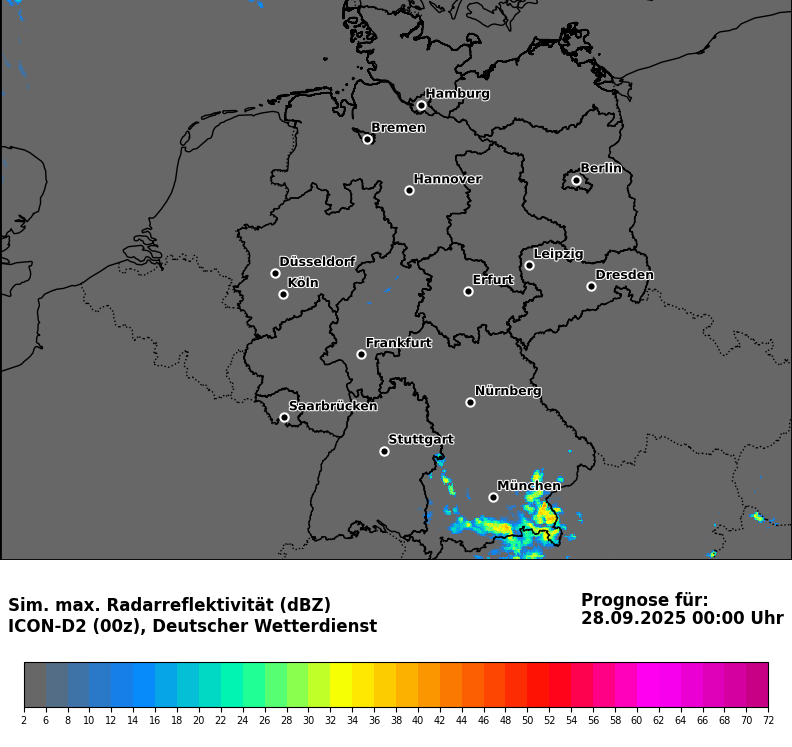 Hamburg
Bremen
Berlin
Hannover
Leipzig
Düsseldorf
Dresden
Erfurt
Köln
Frankfurt
Nürnberg
Saarbrücken
Stuttgart
München
Sim. max. Radarreflektivität (dBZ)
ICON-D2 (00z), Deutscher Wetterdienst
Prognose für:
28.09.2025 00:00 Uhr
2 6 8 10 12 14 16 18 20 22 24 26 28 30 32 34 36 38 40 42 44 46 48 50 52 54 56 58 60 62 64 66 68 70 72